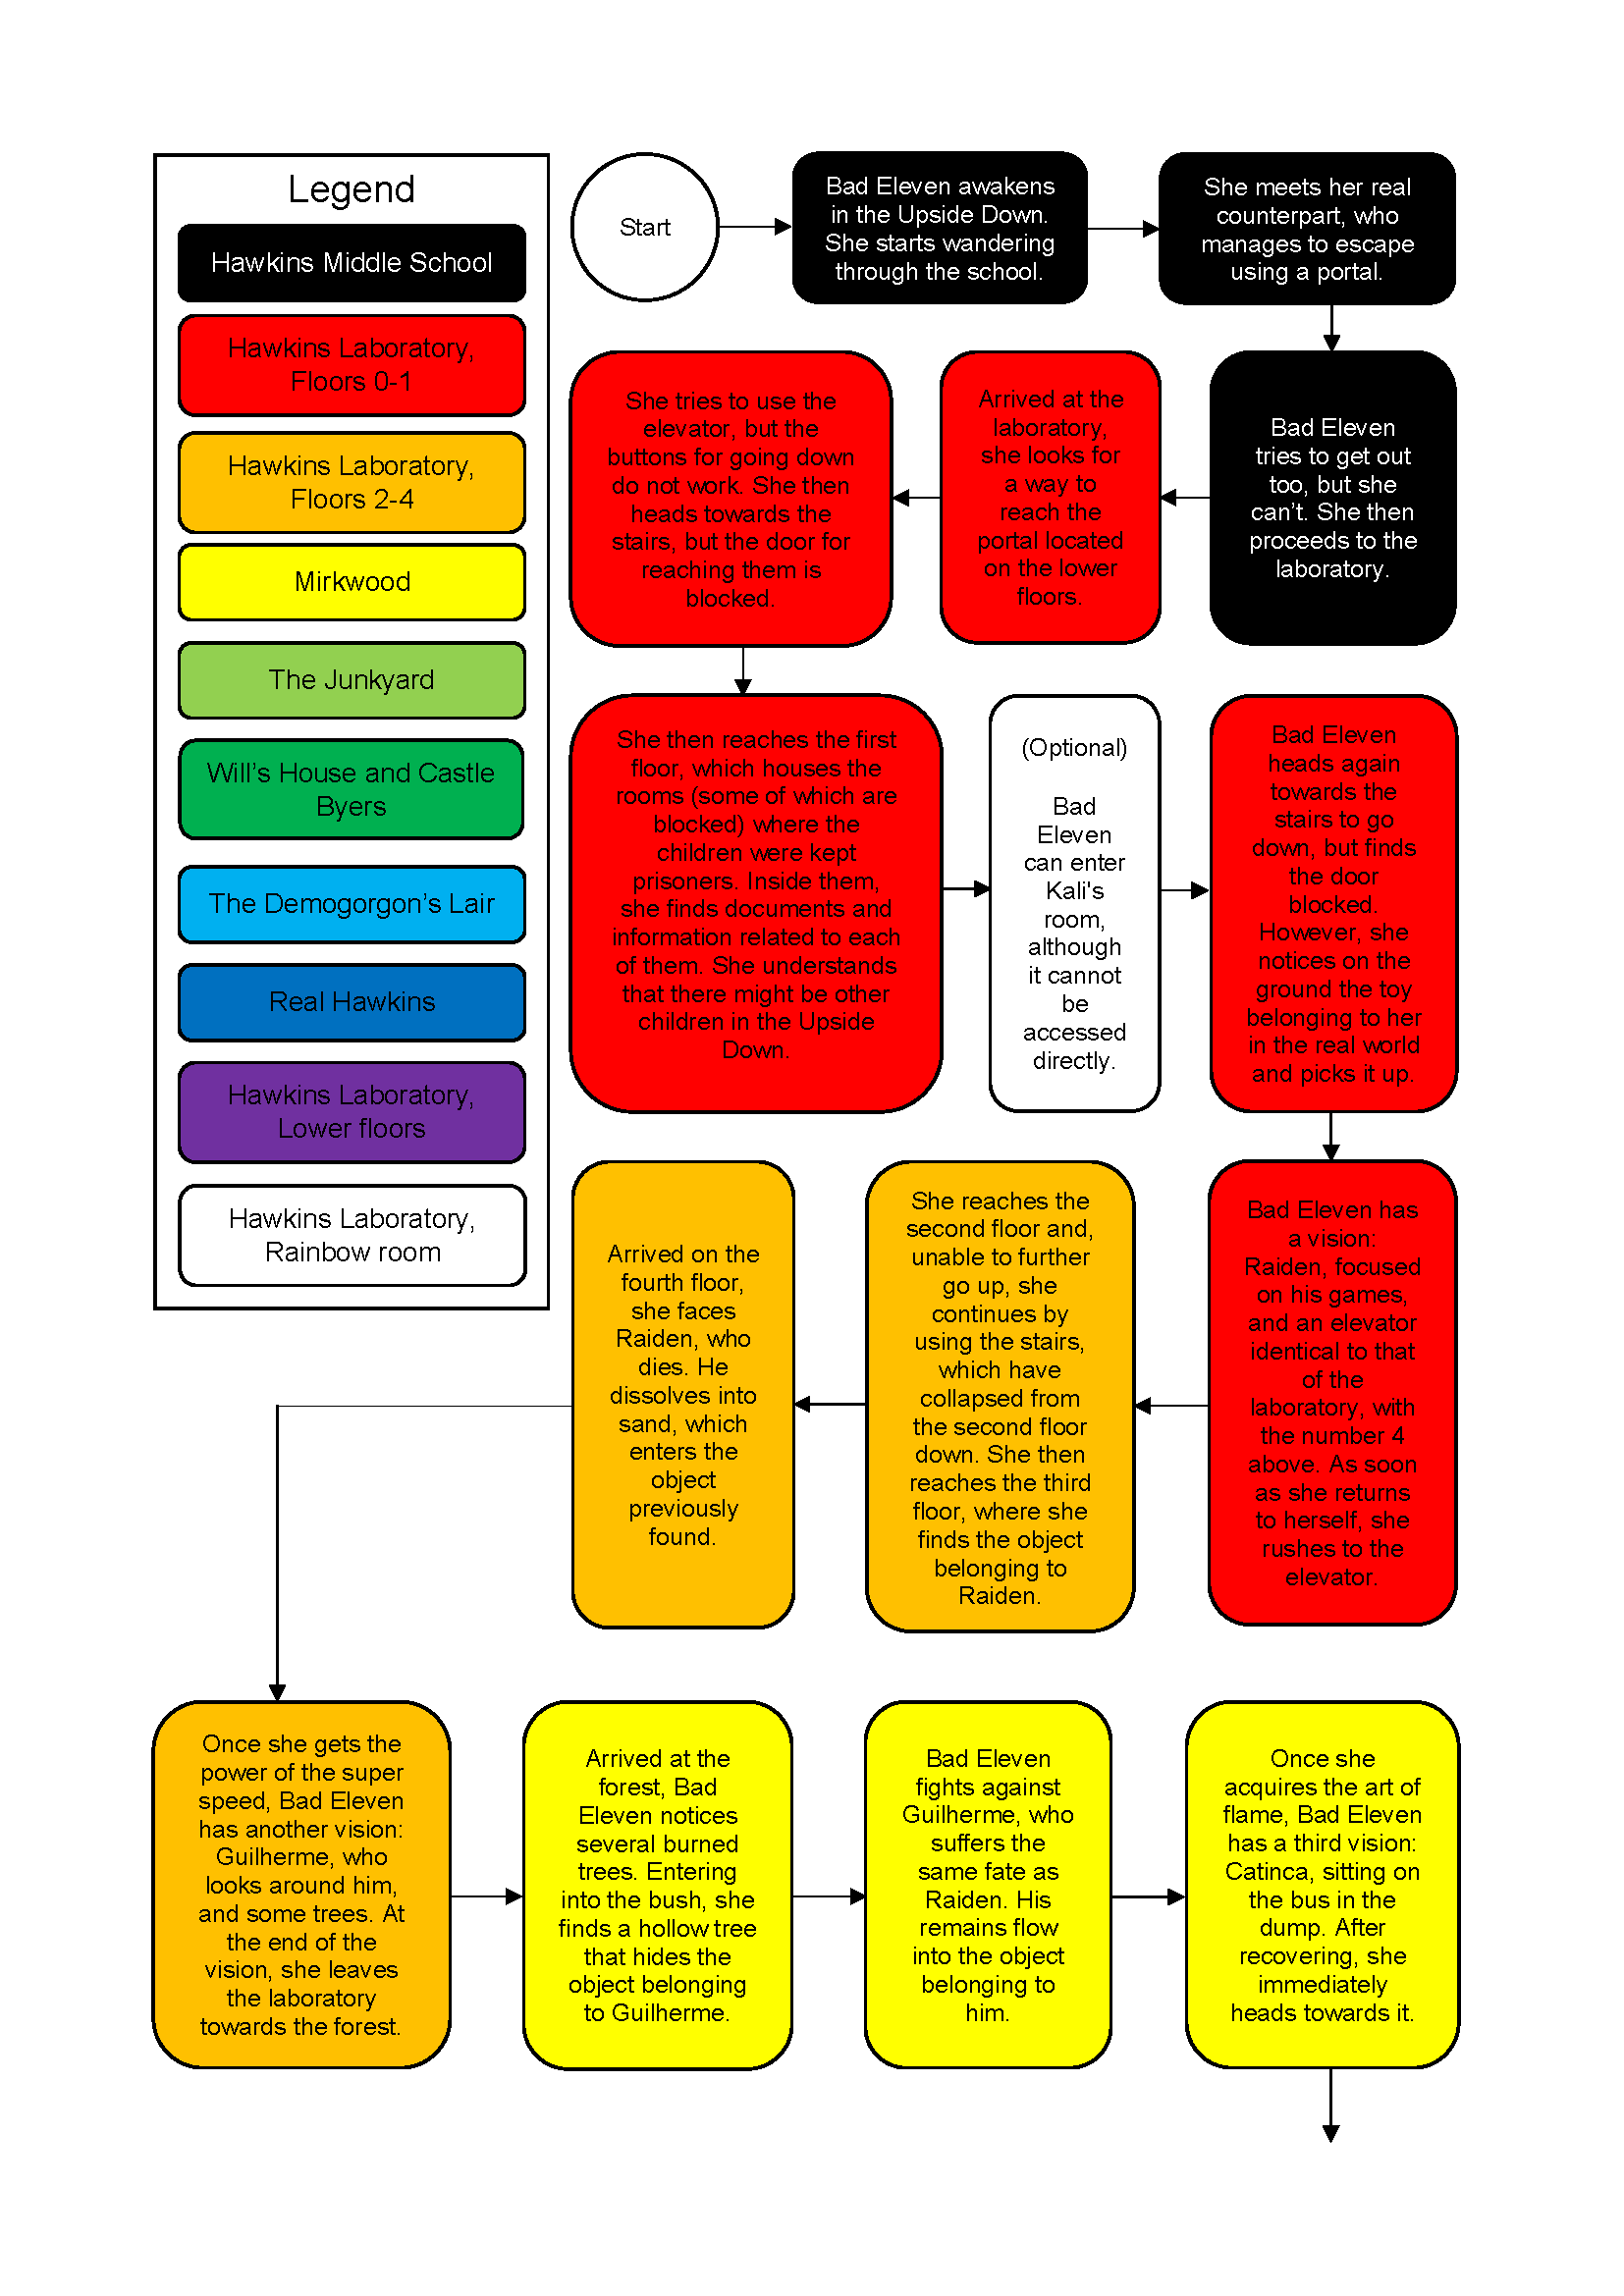 Legend
Hawkins Middle School
Hawkins Laboratory,
Floors 0-1
Hawkins Laboratory,
Floors 2-4
Mirkwood
The Junkyard
Will's House and Castle
Byers
The Demogorgon's Lair
Real Hawkins
Hawkins Laboratory,
Lower floors
Hawkins Laboratory,
Rainbow room
Start
Bad Eleven awakens
in the Upside Down.
She starts wandering
through the school.
She meets her real
counterpart, who
manages to escape
using a portal.
Bad Eleven
tries to get out
too, but she
can't. She then
proceeds to the
laboratory.
Arrived at the
laboratory,
she looks for
a way to
reach the
portal located
on the lower
floors.
She tries to use the
elevator, but the
buttons for going down
do not work. She then
heads towards the
stairs, but the door for
reaching them is
blocked.
She then reaches the first
floor, which houses the
rooms (some of which are
blocked) where the
children were kept
prisoners. Inside them,
she finds documents and
information related to each
of them. She understands
that there might be other
children in the Upside
Down.
(Optional)
Bad
Eleven
can enter
Kali's
room,
although
it cannot
be
accessed
directly.
Bad Eleven
heads again
towards the
stairs to go
down, but finds
the door
blocked.
However, she
notices on the
ground the toy
belonging to her
in the real world
and picks it up.
Bad Eleven has
a vision:
Raiden, focused
on his games,
and an elevator
identical to that
of the
laboratory, with
the number 4
above. As soon
as she returns
to herself, she
rushes to the
elevator.
She reaches the
second floor and,
unable to further
go up, she
continues by
using the stairs,
which have
collapsed from
the second floor
down. She then
reaches the third
floor, where she
finds the object
belonging to
Raiden.
Arrived on the
fourth floor,
she faces
Raiden, who
dies. He
dissolves into
sand, which
enters the
object
previously
found.
Once she gets the
power of the super
speed, Bad Eleven
has another vision:
Guilherme, who
looks around him,
and some trees. At
the end of the
vision, she leaves
the laboratory
towards the forest.
Arrived at the
forest, Bad
Eleven notices
several burned
trees. Entering
into the bush, she
finds a hollow tree
that hides the
object belonging
to Guilherme.
Bad Eleven
fights against
Guilherme, who
suffers the
same fate as
Raiden. His
remains flow
into the object
belonging to
him.
Once she
acquires the art of
flame, Bad Eleven
has a third vision:
Catinca, sitting on
the bus in the
dump. After
recovering, she
immediately
heads towards it.